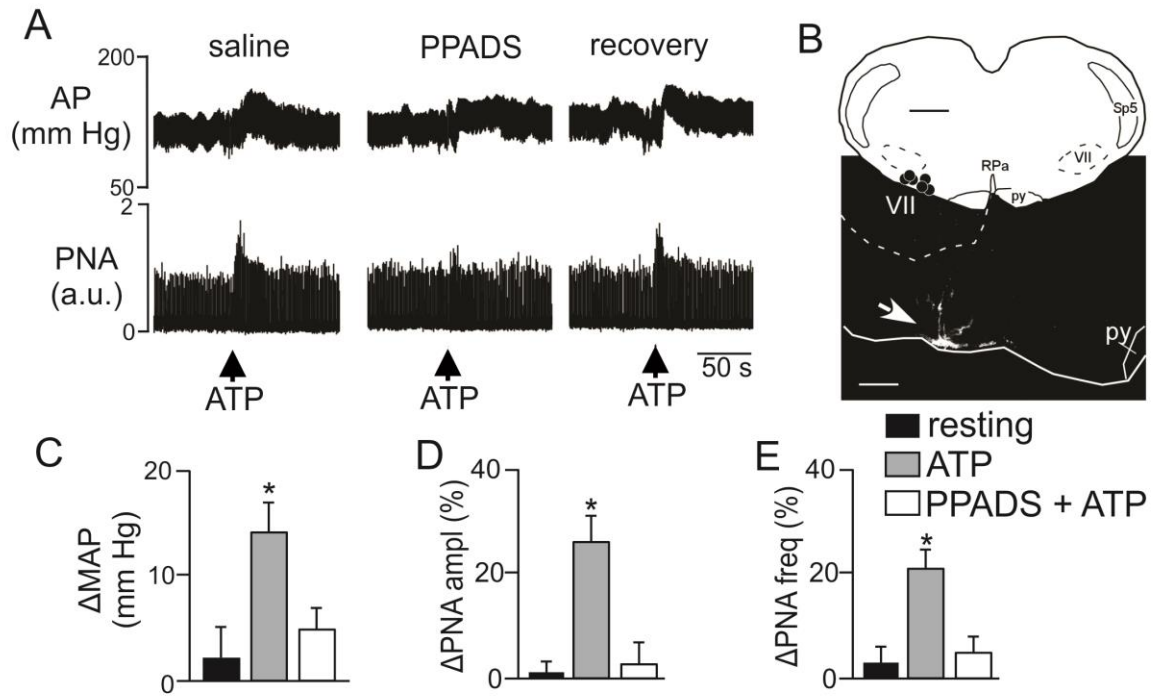 A
saline PPADS recovery
200
AP
(mm Hg)
50
2
PNA
(a.u.)
0
ATP ATP ATP
50 s
B
Sp5
VII
RPa
py
VII
py
resting
ATP
PPADS + ATP
C
20
10
0
ΔMAP
(mm Hg)
*
D
40
20
0
ΔPNA ampl (%)
*
E
40
20
0
ΔPNA freq (%)
*